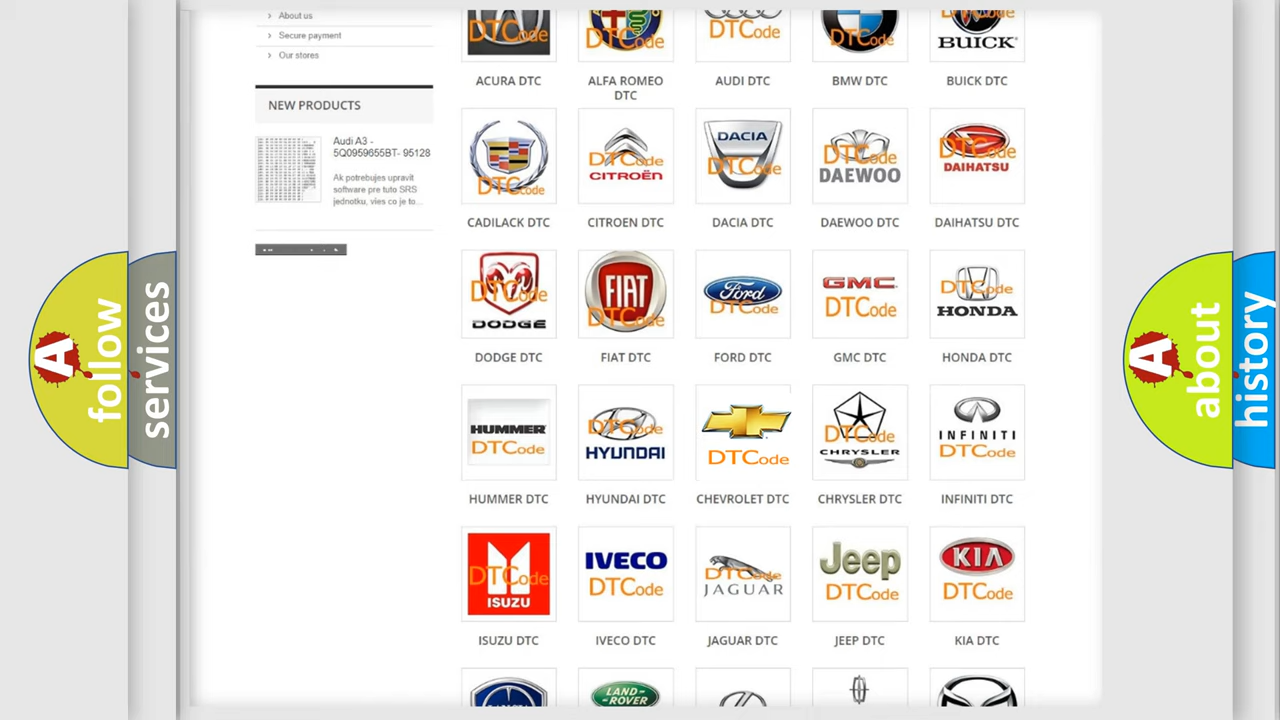 About us
Secure payment
Our stores
NEW PRODUCTS
Audi A3 -
5Q0959655BT- 95128
Ak potrebujes upravit
software pre tuto SRS
jednotku, vies co je to...
DTCode DTCode DTCode DTCode BUICK
ACURA DTC ALFA ROMEO DTC AUDI DTC BMW DTC BUICK DTC
DTCode
CITROËN DTCode
DACIA DTCode
DTCode DAEWOO
DTCode DAIHATSU
CADILACK DTC CITROEN DTC DACIA DTC DAEWOO DTC DAIHATSU DTC
DTCode DODGE
FIAT DTCode
Ford DTCode
GMC DTCode
DTCode HONDA
DODGE DTC FIAT DTC FORD DTC GMC DTC HONDA DTC
HUMMER DTCode
DTCode HYUNDAI
DTCode
DTCode CHRYSLER
INFINITI DTCode
HUMMER DTC HYUNDAI DTC CHEVROLET DTC CHRYSLER DTC INFINITI DTC
DTCode ISUZU
IVECO DTCode
DTCode JAGUAR
Jeep DTCode
KIA DTCode
ISUZU DTC IVECO DTC JAGUAR DTC JEEP DTC KIA DTC
LAND-
ROVER
A
follow
services
A
about
history